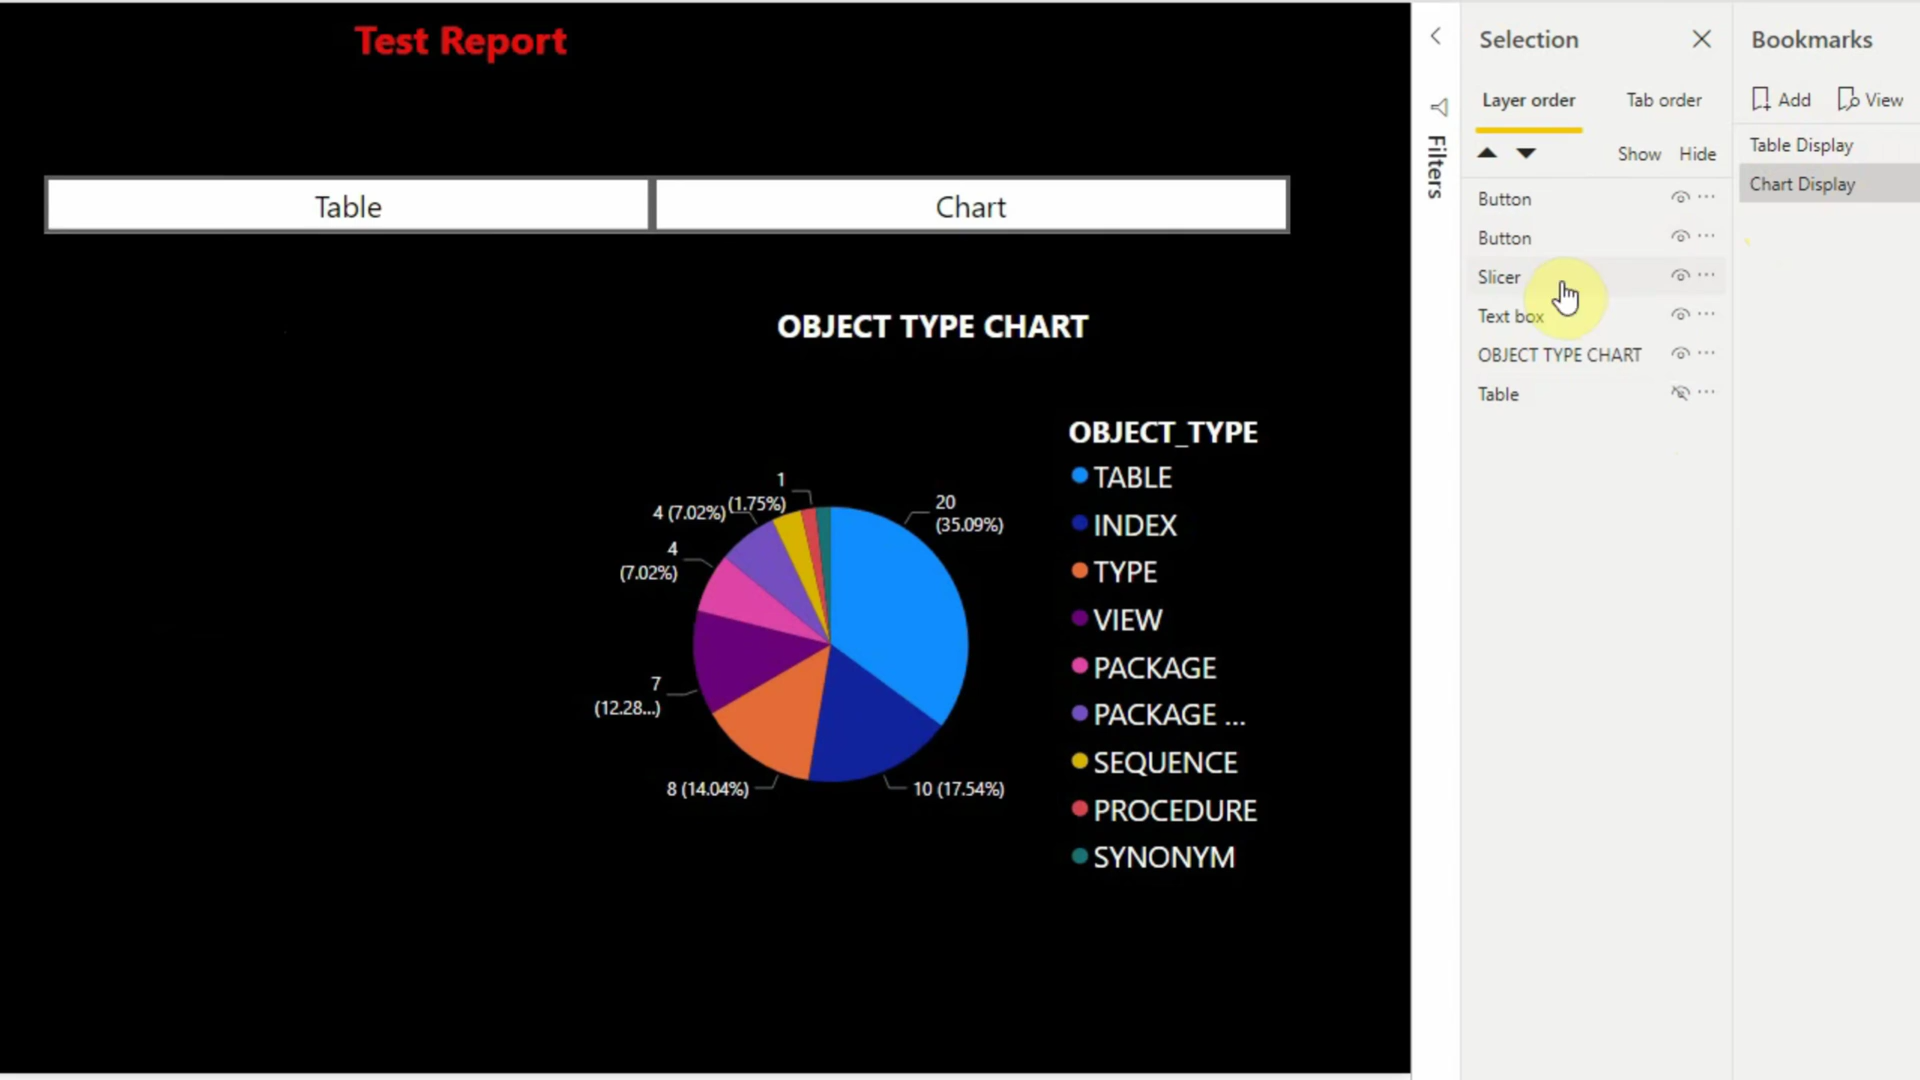 Test Report
Table
Chart
OBJECT TYPE CHART
1
(1.75%)
4 (7.02%)
4
(7.02%)
7
(12.28...)
8 (14.04%)
10 (17.54%)
20
(35.09%)
OBJECT_TYPE
TABLE
INDEX
TYPE
VIEW
PACKAGE
PACKAGE ...
SEQUENCE
PROCEDURE
SYNONYM
Filters
Selection
Layer order
Tab order
Show
Hide
Button
Button
Slicer
Text box
OBJECT TYPE CHART
Table
Bookmarks
Add
View
Table Display
Chart Display